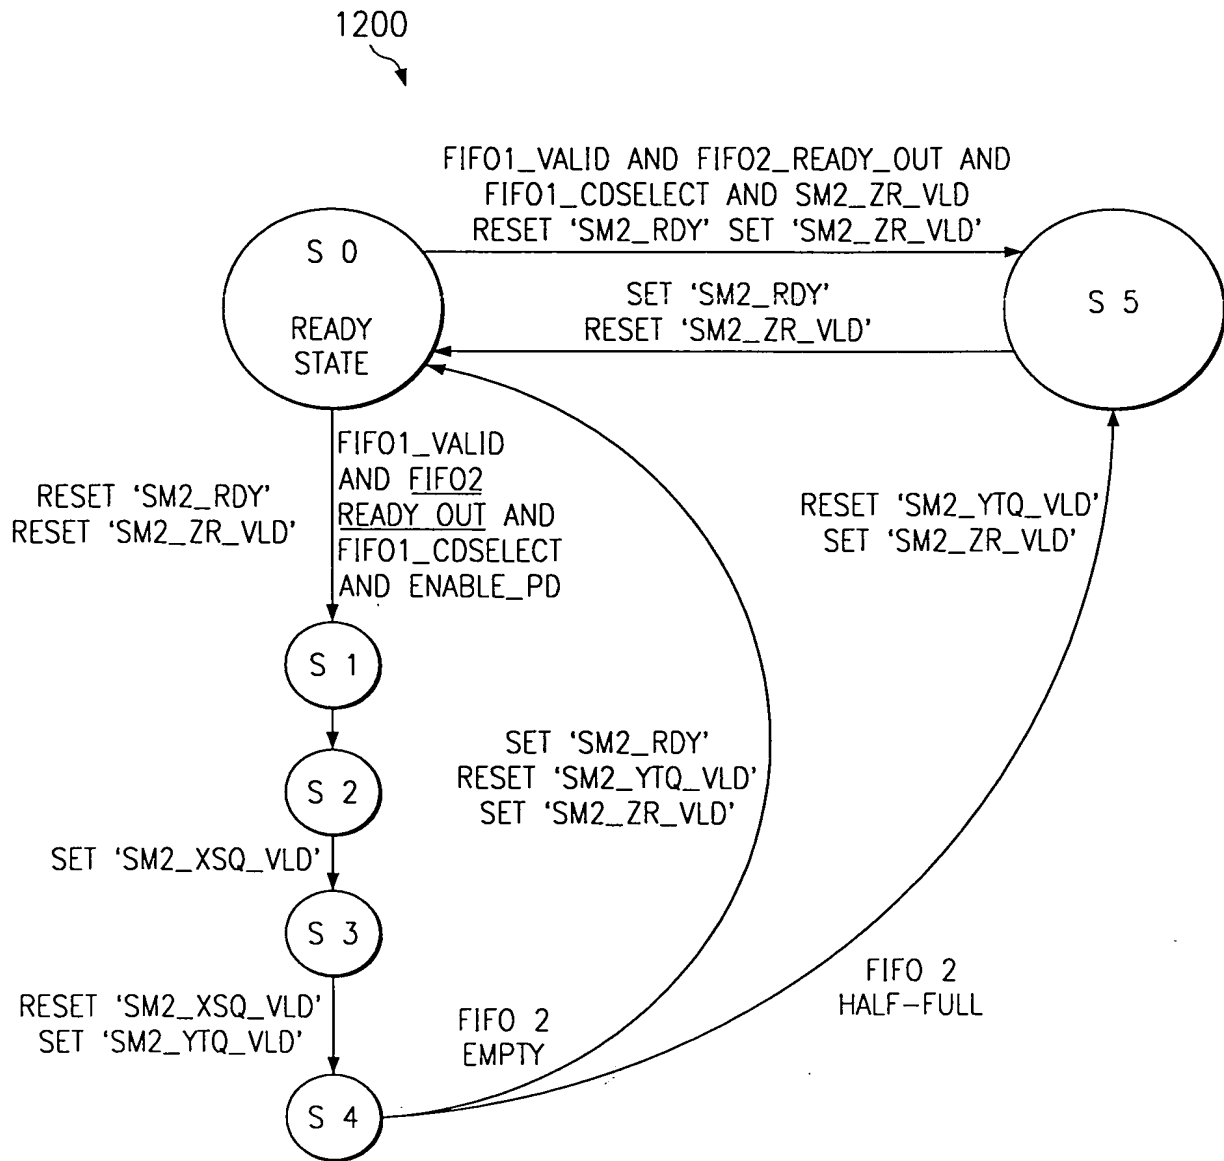 1200
FIFO1_VALID AND FIFO2_READY_OUT AND
FIFO1_CDSELECT AND SM2_ZR_VLD
RESET ‘SM2_RDY’ SET ‘SM2_ZR_VLD’
S 0
READY
STATE
SET ‘SM2_RDY’
RESET ‘SM2_ZR_VLD’
S 5
FIFO1_VALID
AND FIFO2
READY OUT AND
FIFO1_CDSELECT
AND ENABLE_PD
RESET ‘SM2_RDY’
RESET ‘SM2_ZR_VLD’
RESET ‘SM2_YTQ_VLD’
SET ‘SM2_ZR_VLD’
S 1
S 2
SET ‘SM2_RDY’
RESET ‘SM2_YTQ_VLD’
SET ‘SM2_ZR_VLD’
SET ‘SM2_XSQ_VLD’
S 3
RESET ‘SM2_XSQ_VLD’
SET ‘SM2_YTQ_VLD’
FIFO 2
EMPTY
FIFO 2
HALF-FULL
S 4